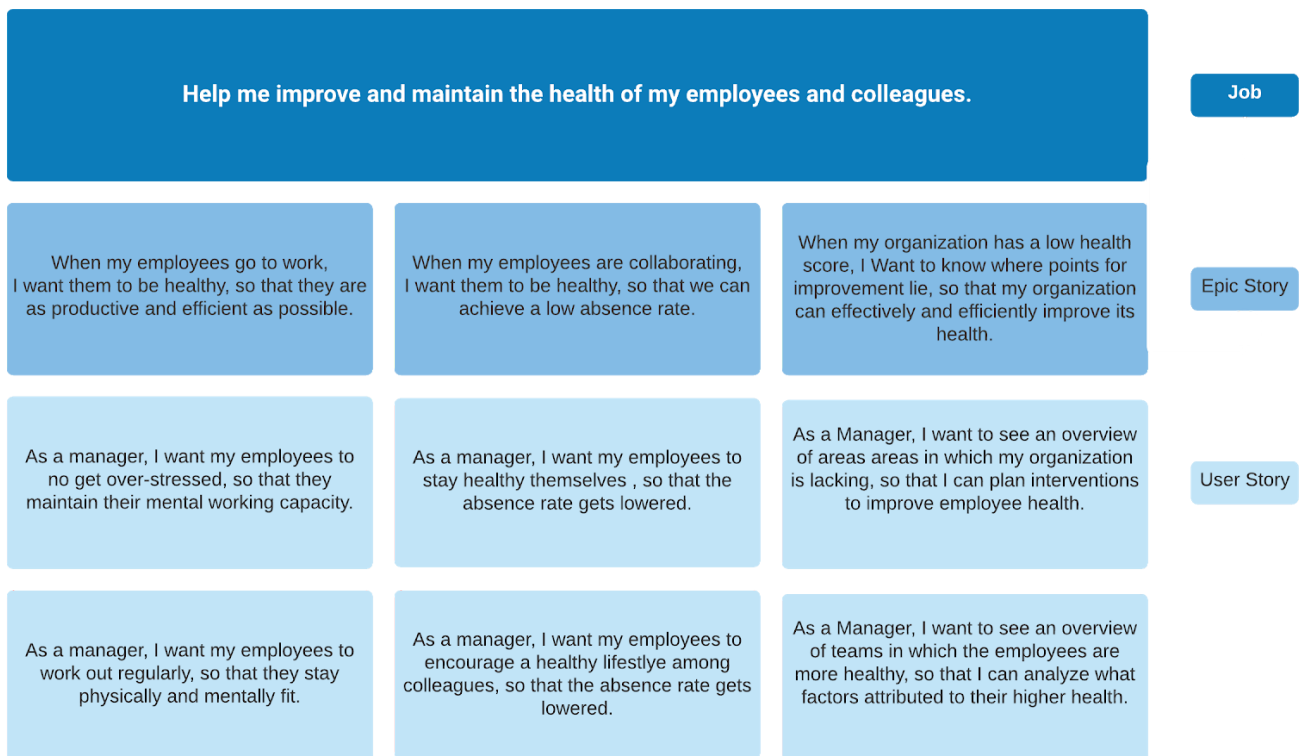 Help me improve and maintain the health of my employees and colleagues.
Job
When my employees go to work,
I want them to be healthy, so that they are
as productive and efficient as possible.
When my employees are collaborating,
I want them to be healthy, so that we can
achieve a low absence rate.
When my organization has a low health
score, I Want to know where points for
improvement lie, so that my organization
can effectively and efficiently improve its
health.
Epic Story
As a manager, I want my employees to
no get over-stressed, so that they
maintain their mental working capacity.
As a manager, I want my employees to
stay healthy themselves , so that the
absence rate gets lowered.
As a Manager, I want to see an overview
of areas areas in which my organization
is lacking, so that I can plan interventions
to improve employee health.
User Story
As a manager, I want my employees to
work out regularly, so that they stay
physically and mentally fit.
As a manager, I want my employees to
encourage a healthy lifestlye among
colleagues, so that the absence rate gets
lowered.
As a Manager, I want to see an overview
of teams in which the employees are
more healthy, so that I can analyze what
factors attributed to their higher health.